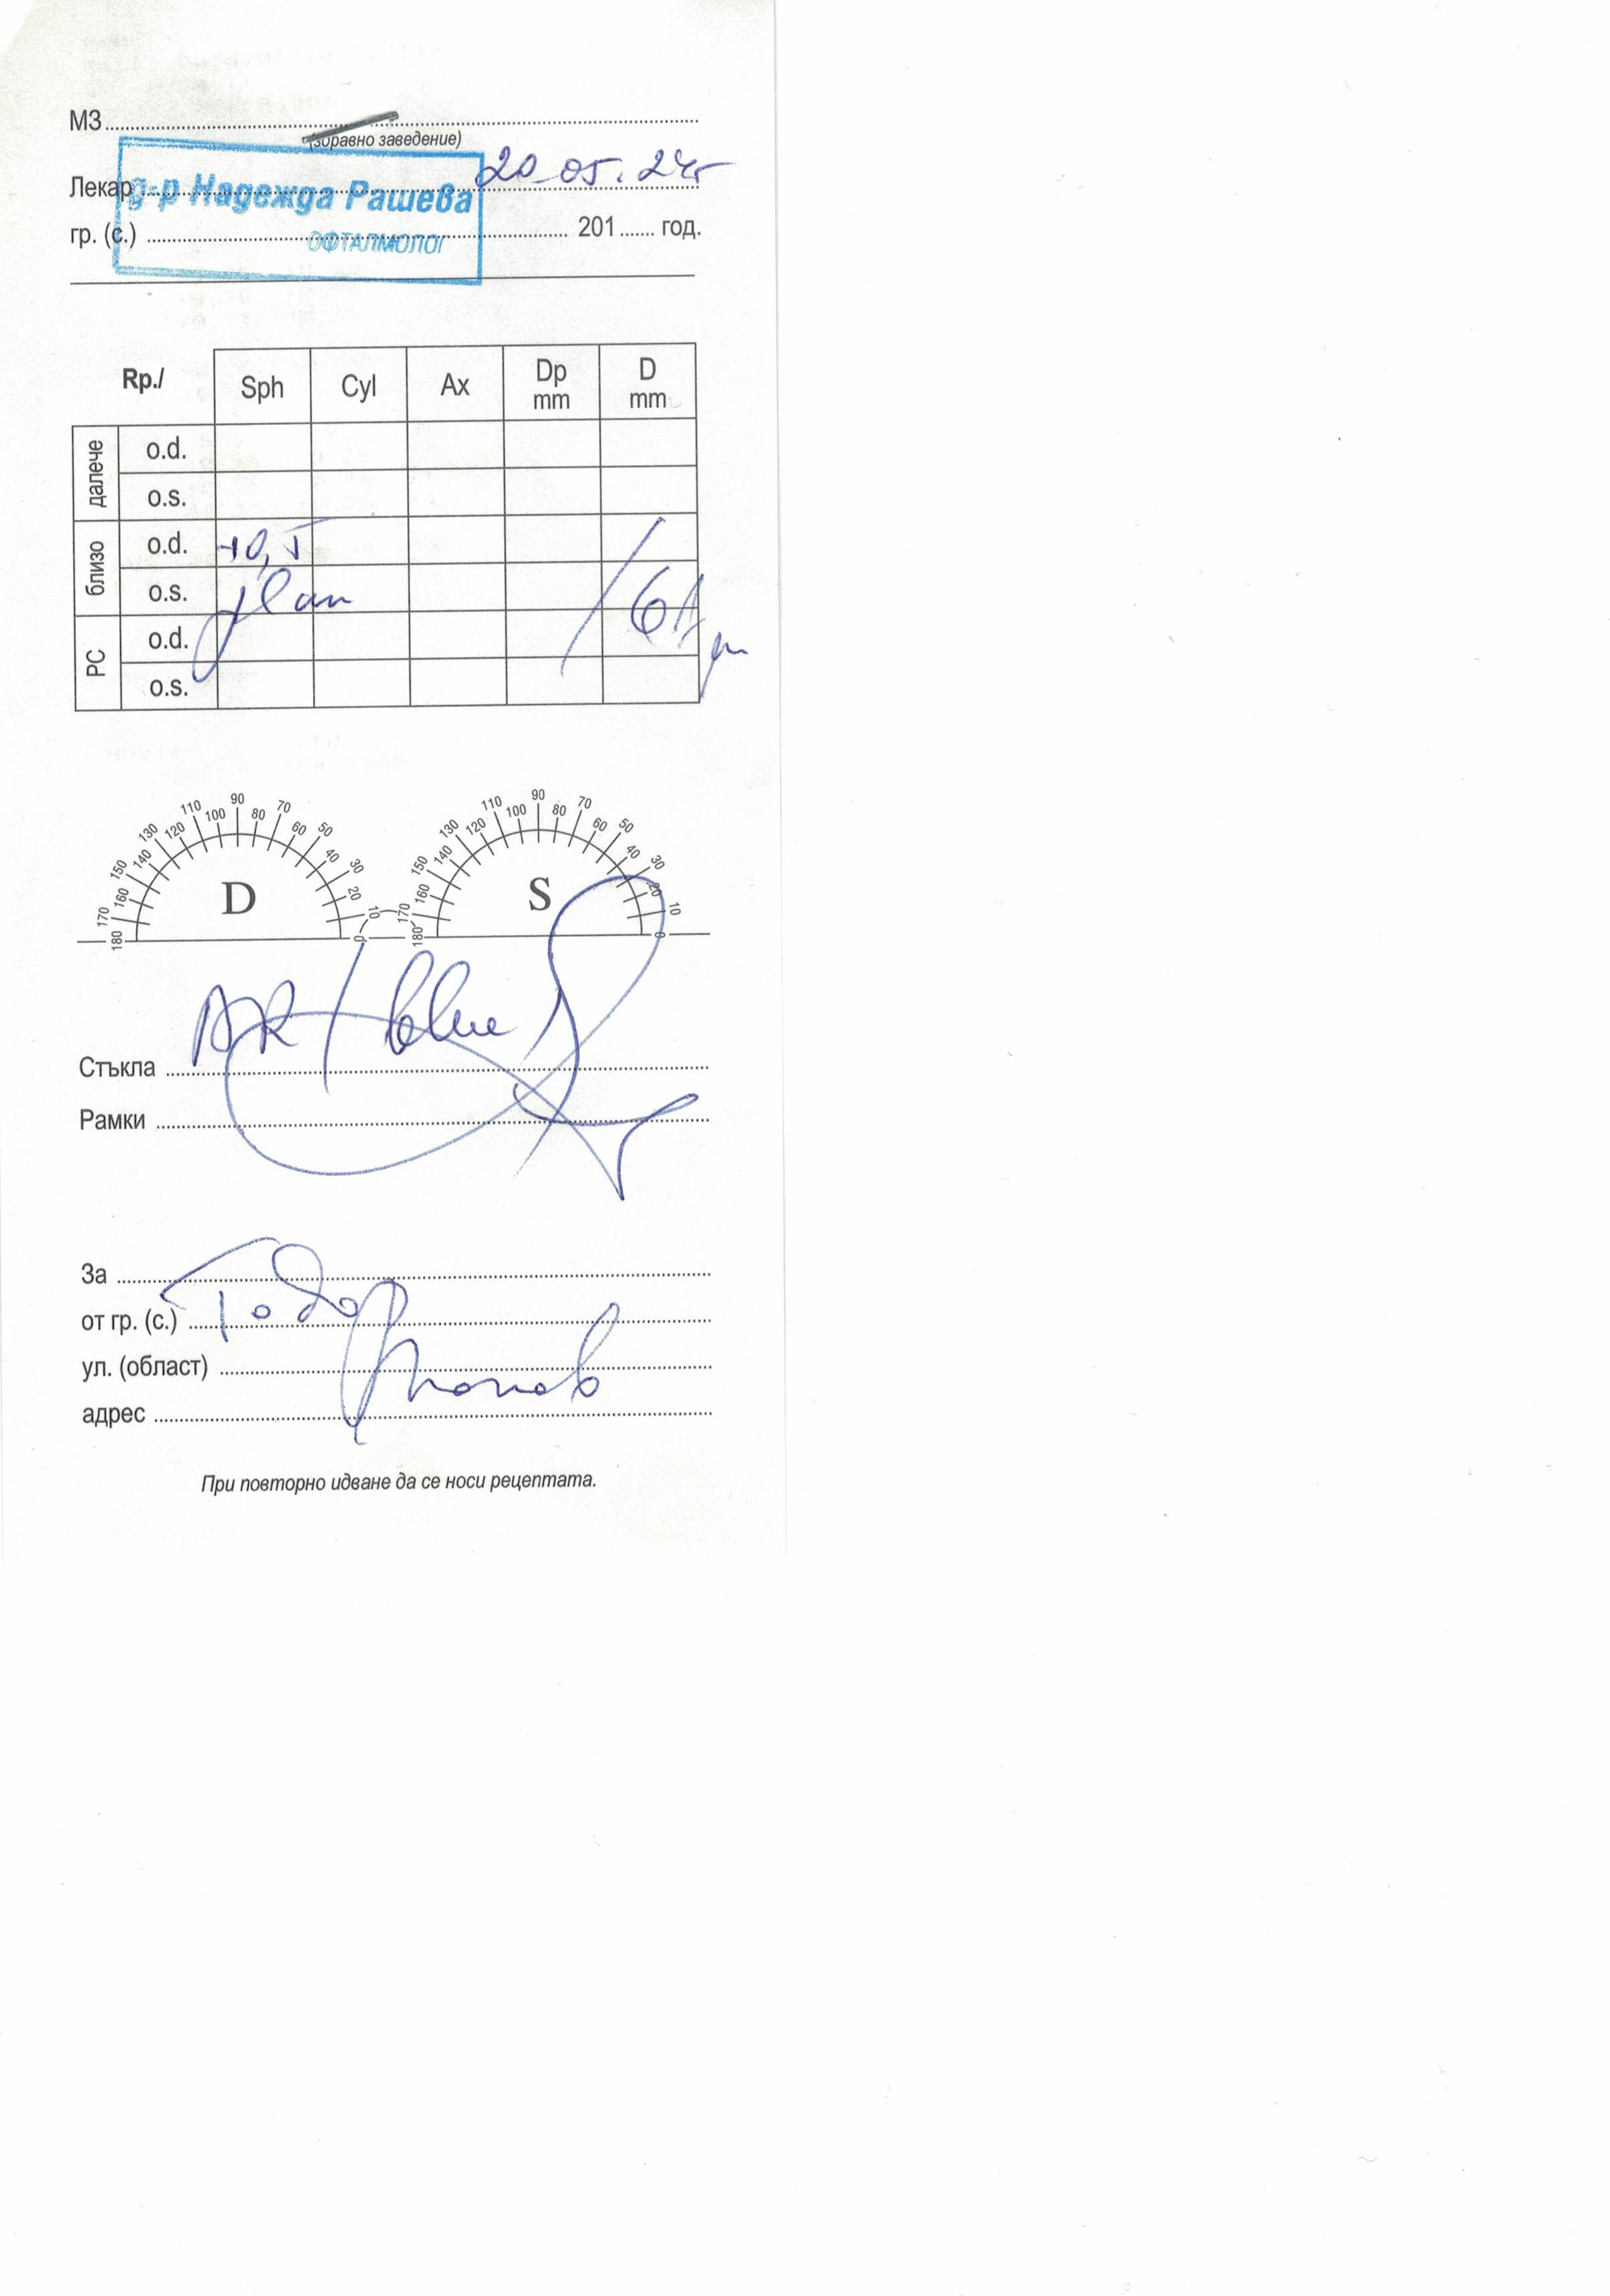 МЗ
(здравно заведение)
Лекар д-р Надежда Рашева 20.05.24г
гр. (с.) ОФТАЛМОЛОГ 201 год.
Rp./ Sph Cyl Ax Dp mm D mm
далече o.d.
o.s.
близо o.d. +0,5
o.s. plan
PC o.d.
o.s.
110 100 90 80 70 60 50 40 30 20 10 0 120 130 140 150 160 170 180
D
110 100 90 80 70 60 50 40 30 20 10 0 120 130 140 150 160 170 180
S
AR / blue
Стъкла
Рамки
За
от гр. (с.) Тодор
ул. (област) Попов
адрес
При повторно идване да се носи рецептата.